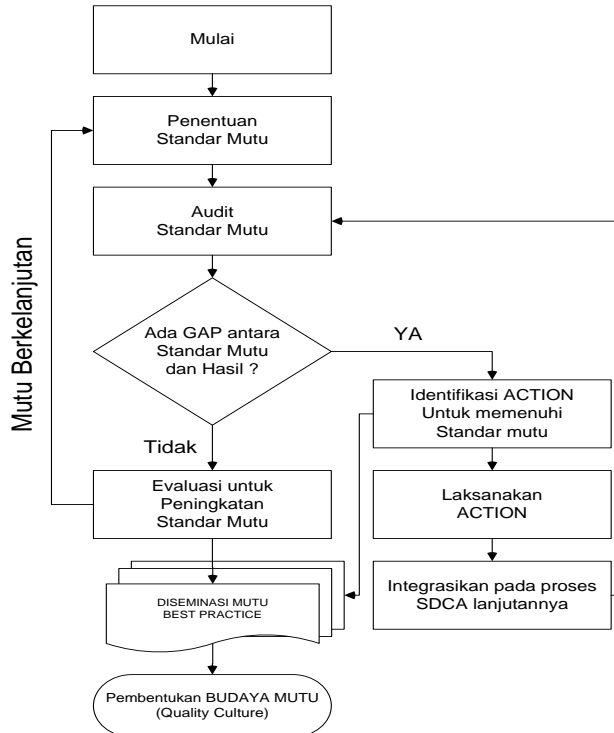 Mulai
Penentuan
Standar Mutu
Audit
Standar Mutu
Mutu Berkelanjutan
Ada GAP antara
Standar Mutu
dan Hasil ?
YA
Identifikasi ACTION
Untuk memenuhi
Standar mutu
Tidak
Laksanakan
ACTION
Evaluasi untuk
Peningkatan
Standar Mutu
Integrasikan pada proses
SDCA lanjutannya
DISEMINASI MUTU
BEST PRACTICE
Pembentukan BUDAYA MUTU
(Quality Culture)